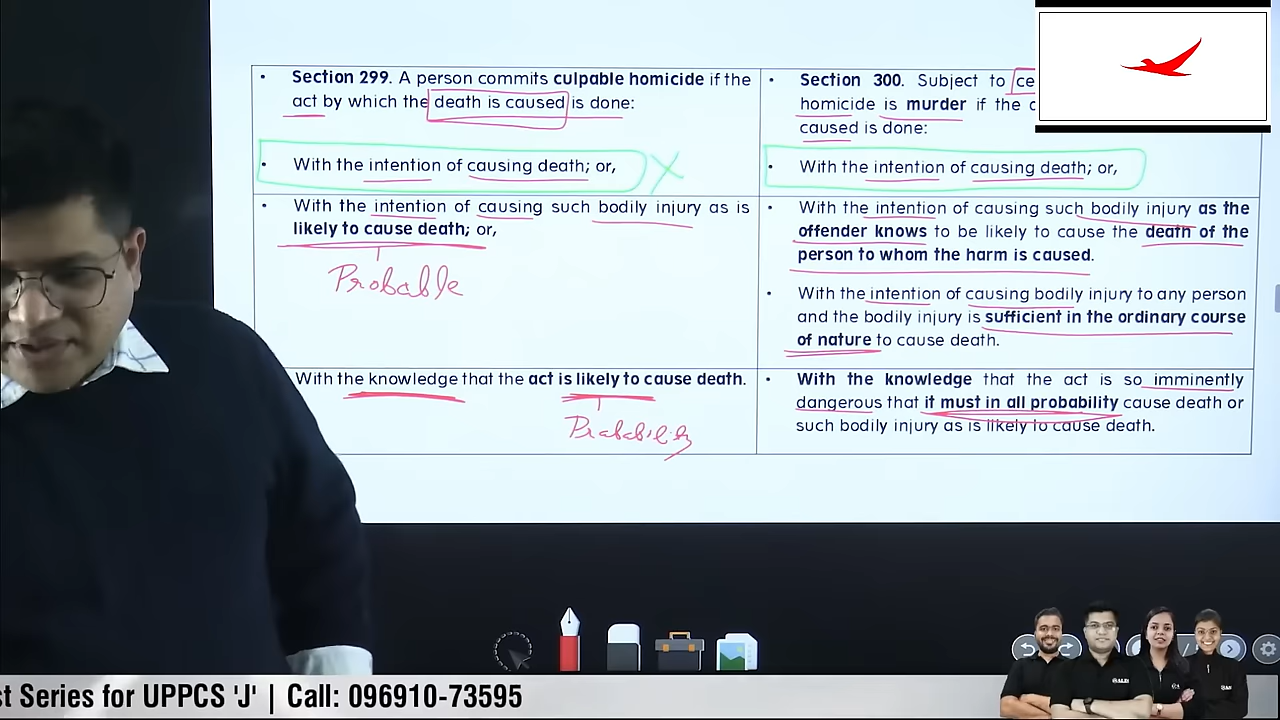 Section 299. A person commits culpable homicide if the
act by which the death is caused is done:
With the intention of causing death; or,
With the intention of causing such bodily injury as is
likely to cause death; or,
Probable
With the knowledge that the act is likely to cause death.
Probability
Section 300. Subject to ce
homicide is murder if the
caused is done:
With the intention of causing death; or,
With the intention of causing such bodily injury as the
offender knows to be likely to cause the death of the
person to whom the harm is caused.
With the intention of causing bodily injury to any person
and the bodily injury is sufficient in the ordinary course
of nature to cause death.
With the knowledge that the act is so imminently
dangerous that it must in all probability cause death or
such bodily injury as is likely to cause death.
st Series for UPPCS 'J' | Call: 096910-73595